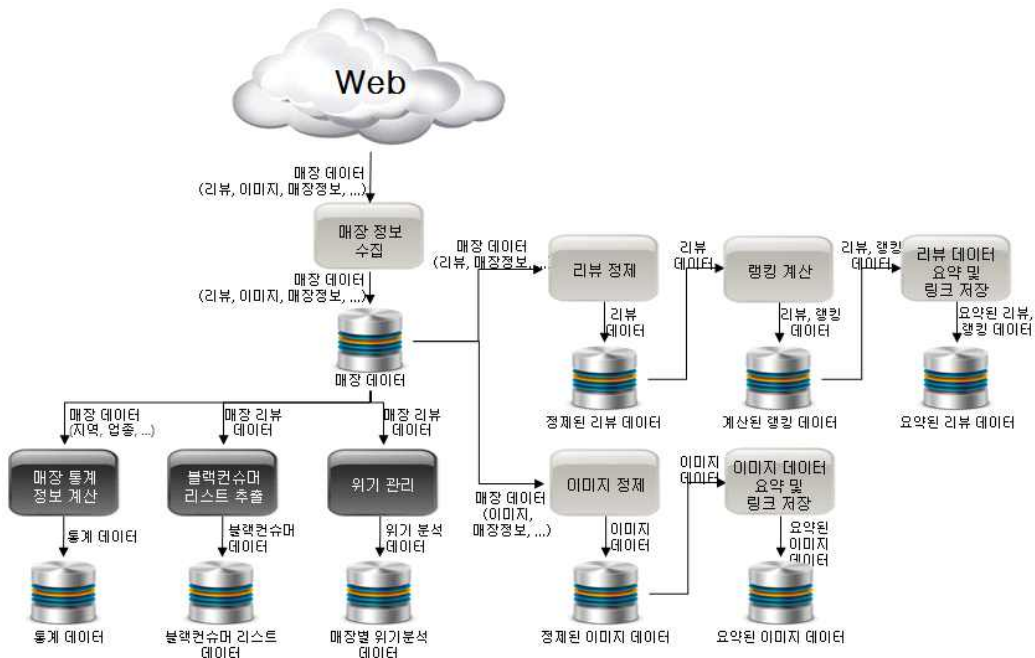 Web
매장 데이터
(리뷰, 이미지, 매장정보, ...)
매장 정보
수집
매장 데이터
(리뷰, 이미지, 매장정보, ...)
매장 데이터
매장 데이터
(리뷰, 매장정보, ...)
리뷰 정제
리뷰
데이터
정제된 리뷰 데이터
리뷰
데이터
랭킹 계산
리뷰, 랭킹
데이터
계산된 랭킹 데이터
리뷰, 랭킹
데이터
리뷰 데이터
요약 및
링크 저장
요약된 리뷰,
랭킹 데이터
요약된 리뷰 데이터
매장 데이터
(지역, 업종, ...)
매장 통계
정보 계산
통계 데이터
통계 데이터
매장 리뷰
데이터
블랙컨슈머
리스트 추출
블랙컨슈머
데이터
블랙컨슈머 리스트
데이터
매장 리뷰
데이터
위기 관리
위기 분석
데이터
매장별 위기분석
데이터
매장 데이터
(이미지,
매장정보, ...)
이미지 정제
이미지
데이터
정제된 이미지 데이터
이미지
데이터
이미지 데이터
요약 및
링크 저장
요약된
이미지
데이터
요약된 이미지 데이터